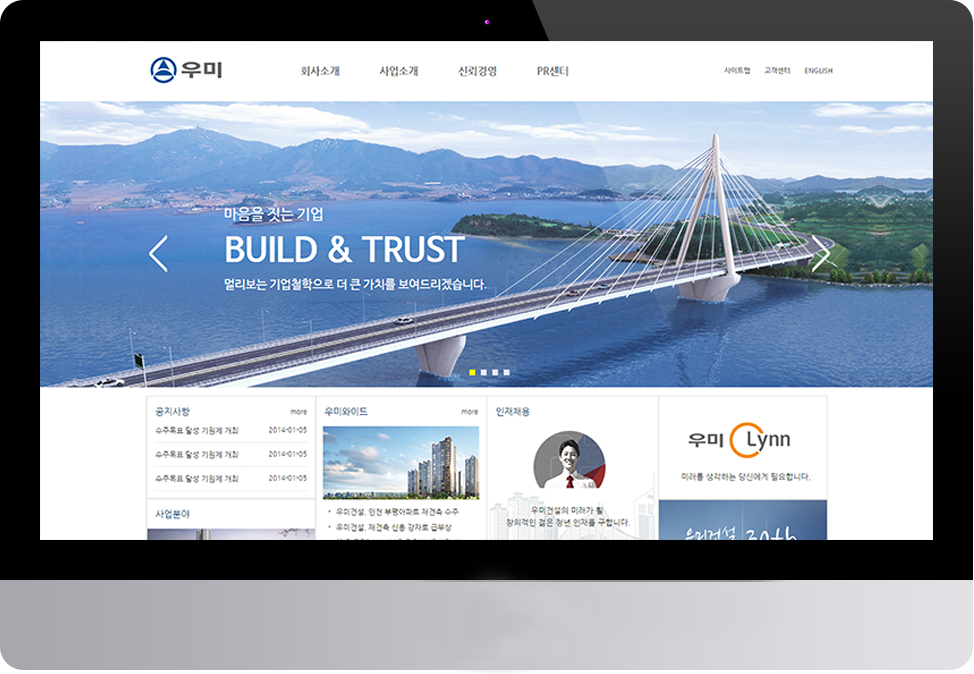 우미
회사소개 사업소개 신뢰경영 PR센터
사이트맵 고객센터 ENGLISH
마음을 짓는 기업
BUILD & TRUST
멀리보는 기업철학으로 더 큰 가치를 보여드리겠습니다.
공지사항 more
수주목표 달성 기원제 개최 2014-01-05
수주목표 달성 기원제 개최 2014-01-05
수주목표 달성 기원제 개최 2014-01-05
사업분야
우미와이드 more
우미건설, 인천 부평아파트 재건축 수주
우미건설, 재건축 신흥 강자로 급부상
인재채용
우미건설의 미래가 될
창의적인 젊은 청년 인재를 구합니다.
우미 Lynn
미래를 생각하는 당신에게 필요합니다.
우미건설 30th